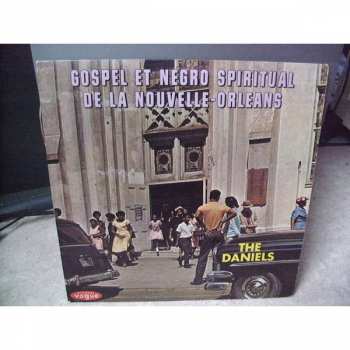 GOSPEL ET NEGRO SPIRITUAL
DE LA NOUVELLE-ORLEANS
THE
DANIELS
vogue